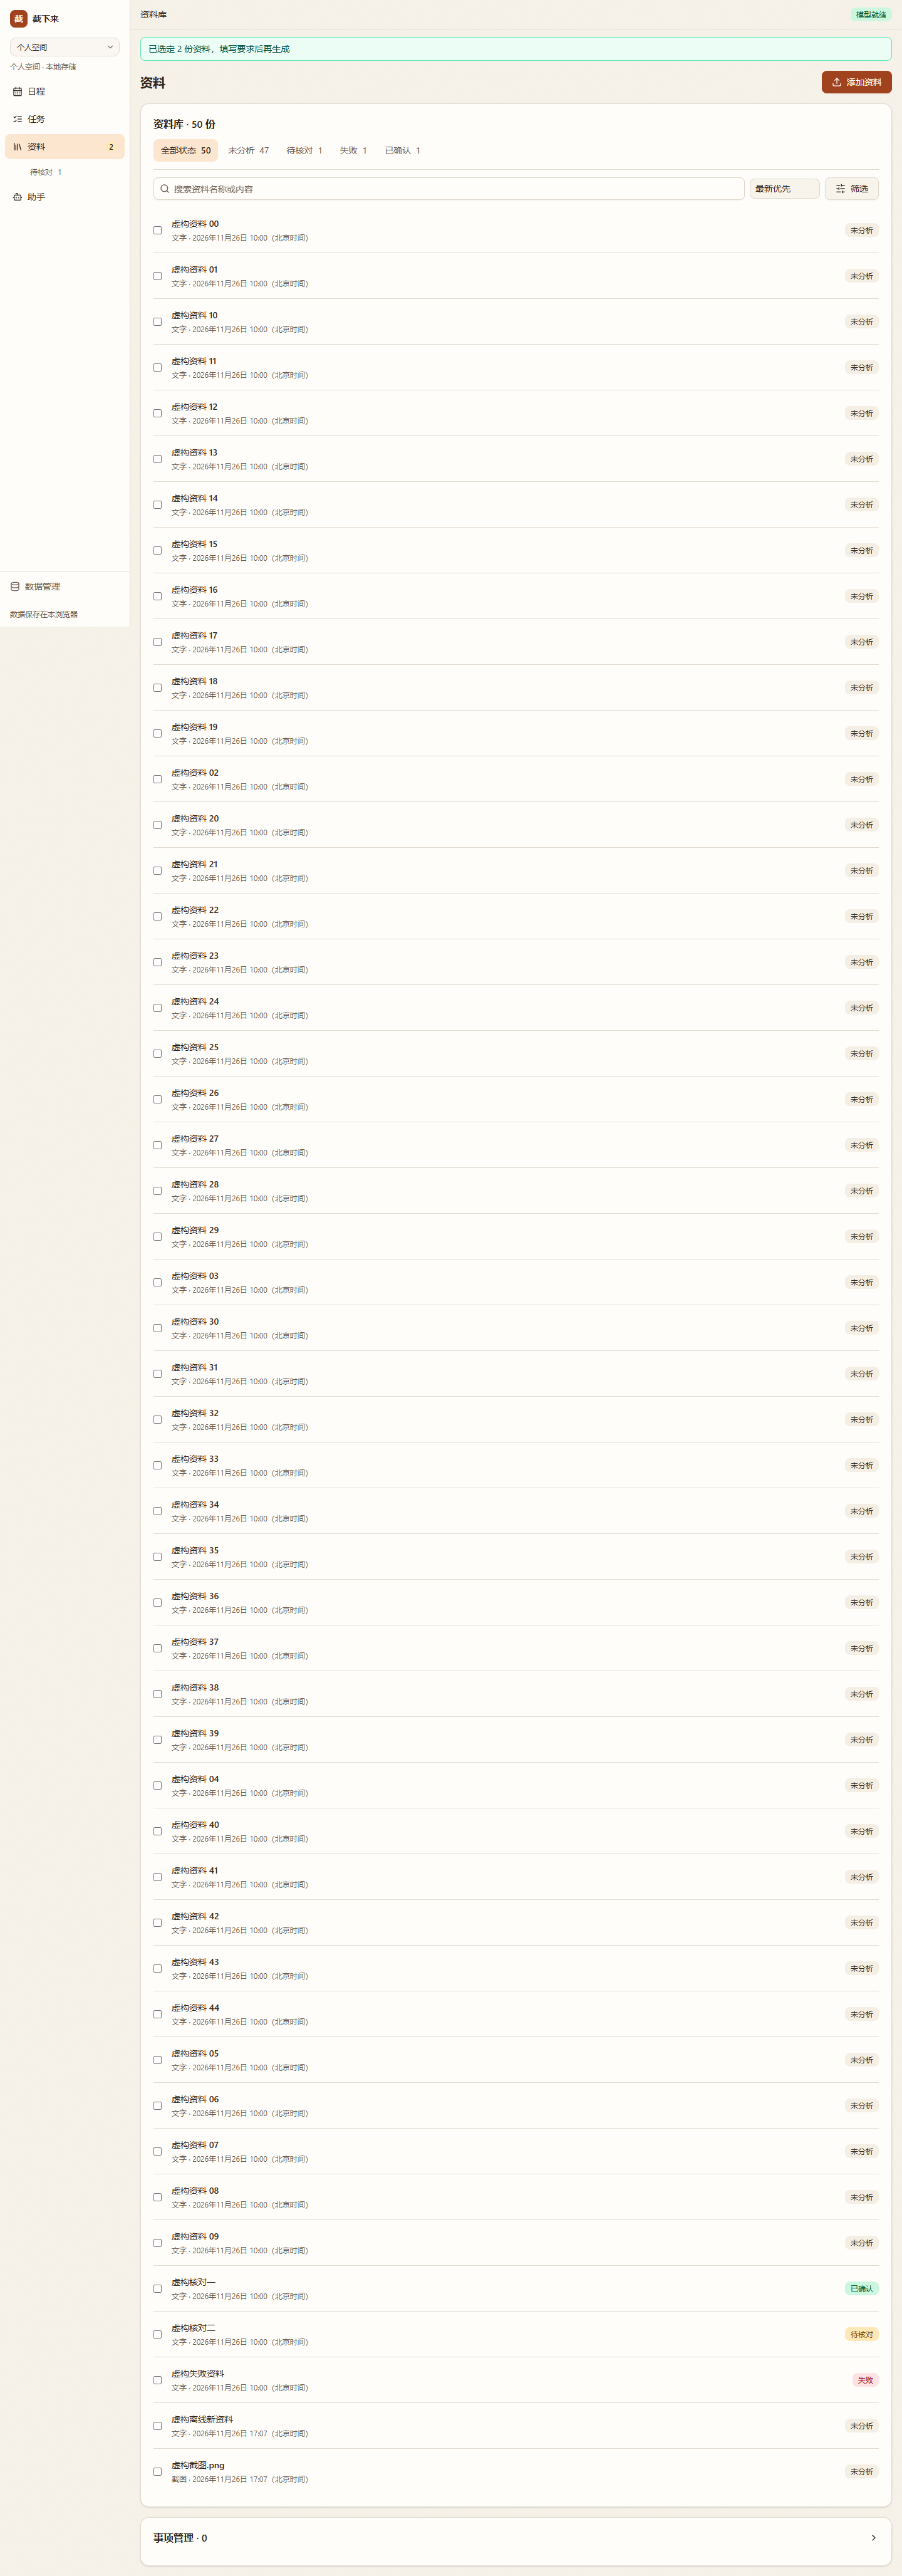 截 截下来
个人空间
个人空间 · 本地存储
日程
任务
资料 2
待核对 1
助手
数据管理
数据保存在本浏览器
资料库
模型就绪
已选定 2 份资料，填写要求后再生成
资料
添加资料
资料库 · 50 份
全部状态 50 未分析 47 待核对 1 失败 1 已确认 1
搜索资料名称或内容
最新优先
筛选
虚构资料 00
文字 · 2026年11月26日 10:00（北京时间）
未分析
虚构资料 01
文字 · 2026年11月26日 10:00（北京时间）
未分析
虚构资料 10
文字 · 2026年11月26日 10:00（北京时间）
未分析
虚构资料 11
文字 · 2026年11月26日 10:00（北京时间）
未分析
虚构资料 12
文字 · 2026年11月26日 10:00（北京时间）
未分析
虚构资料 13
文字 · 2026年11月26日 10:00（北京时间）
未分析
虚构资料 14
文字 · 2026年11月26日 10:00（北京时间）
未分析
虚构资料 15
文字 · 2026年11月26日 10:00（北京时间）
未分析
虚构资料 16
文字 · 2026年11月26日 10:00（北京时间）
未分析
虚构资料 17
文字 · 2026年11月26日 10:00（北京时间）
未分析
虚构资料 18
文字 · 2026年11月26日 10:00（北京时间）
未分析
虚构资料 19
文字 · 2026年11月26日 10:00（北京时间）
未分析
虚构资料 02
文字 · 2026年11月26日 10:00（北京时间）
未分析
虚构资料 20
文字 · 2026年11月26日 10:00（北京时间）
未分析
虚构资料 21
文字 · 2026年11月26日 10:00（北京时间）
未分析
虚构资料 22
文字 · 2026年11月26日 10:00（北京时间）
未分析
虚构资料 23
文字 · 2026年11月26日 10:00（北京时间）
未分析
虚构资料 24
文字 · 2026年11月26日 10:00（北京时间）
未分析
虚构资料 25
文字 · 2026年11月26日 10:00（北京时间）
未分析
虚构资料 26
文字 · 2026年11月26日 10:00（北京时间）
未分析
虚构资料 27
文字 · 2026年11月26日 10:00（北京时间）
未分析
虚构资料 28
文字 · 2026年11月26日 10:00（北京时间）
未分析
虚构资料 29
文字 · 2026年11月26日 10:00（北京时间）
未分析
虚构资料 03
文字 · 2026年11月26日 10:00（北京时间）
未分析
虚构资料 30
文字 · 2026年11月26日 10:00（北京时间）
未分析
虚构资料 31
文字 · 2026年11月26日 10:00（北京时间）
未分析
虚构资料 32
文字 · 2026年11月26日 10:00（北京时间）
未分析
虚构资料 33
文字 · 2026年11月26日 10:00（北京时间）
未分析
虚构资料 34
文字 · 2026年11月26日 10:00（北京时间）
未分析
虚构资料 35
文字 · 2026年11月26日 10:00（北京时间）
未分析
虚构资料 36
文字 · 2026年11月26日 10:00（北京时间）
未分析
虚构资料 37
文字 · 2026年11月26日 10:00（北京时间）
未分析
虚构资料 38
文字 · 2026年11月26日 10:00（北京时间）
未分析
虚构资料 39
文字 · 2026年11月26日 10:00（北京时间）
未分析
虚构资料 04
文字 · 2026年11月26日 10:00（北京时间）
未分析
虚构资料 40
文字 · 2026年11月26日 10:00（北京时间）
未分析
虚构资料 41
文字 · 2026年11月26日 10:00（北京时间）
未分析
虚构资料 42
文字 · 2026年11月26日 10:00（北京时间）
未分析
虚构资料 43
文字 · 2026年11月26日 10:00（北京时间）
未分析
虚构资料 44
文字 · 2026年11月26日 10:00（北京时间）
未分析
虚构资料 05
文字 · 2026年11月26日 10:00（北京时间）
未分析
虚构资料 06
文字 · 2026年11月26日 10:00（北京时间）
未分析
虚构资料 07
文字 · 2026年11月26日 10:00（北京时间）
未分析
虚构资料 08
文字 · 2026年11月26日 10:00（北京时间）
未分析
虚构资料 09
文字 · 2026年11月26日 10:00（北京时间）
未分析
虚构核对一
文字 · 2026年11月26日 10:00（北京时间）
已确认
虚构核对二
文字 · 2026年11月26日 10:00（北京时间）
待核对
虚构失败资料
文字 · 2026年11月26日 10:00（北京时间）
失败
虚构离线新资料
文字 · 2026年11月26日 17:07（北京时间）
未分析
虚构截图.png
截图 · 2026年11月26日 17:07（北京时间）
未分析
事项管理 · 0